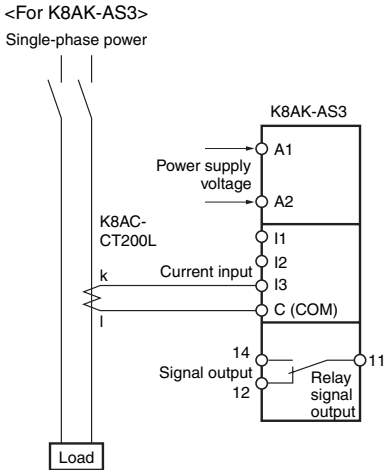 <For K8AK-AS3>
Single-phase power
K8AK-AS3
A1
Power supply
voltage
A2
K8AC-
CT200L
I1
I2
k
Current input
I3
C (COM)
l
14
11
Signal output
12
Relay
signal
output
Load